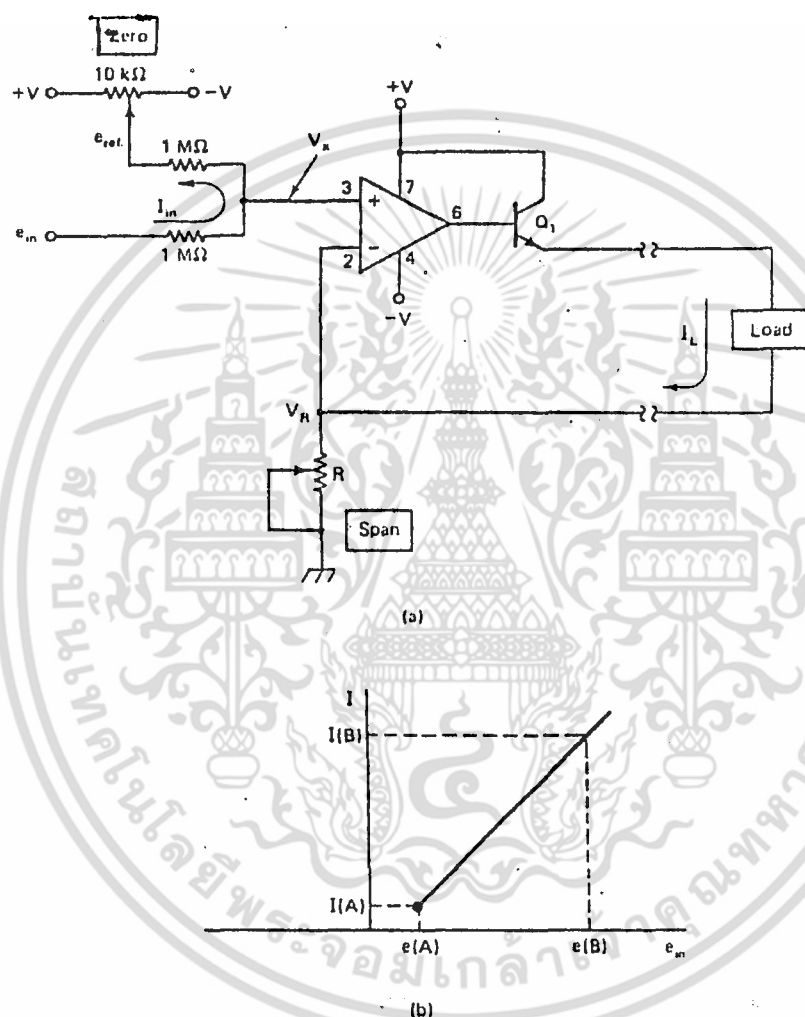 Zero
10 kΩ
+V
-V
e_ref.
1 MΩ
I_in
e_in
1 MΩ
V_x
+V
3
7
+
6
-
2
4
-V
Q_1
I_L
Load
V_R
R
Span
(a)
I
I(B)
I(A)
e(A)
e(B)
e_in
(b)